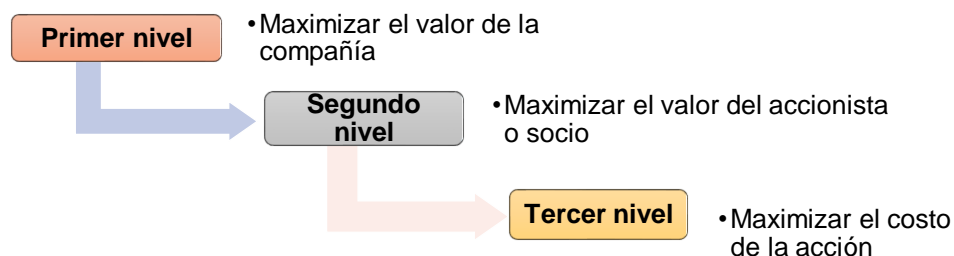 Primer nivel
•Maximizar el valor de la
compañía
Segundo
nivel
•Maximizar el valor del accionista
o socio
Tercer nivel
•Maximizar el costo
de la acción